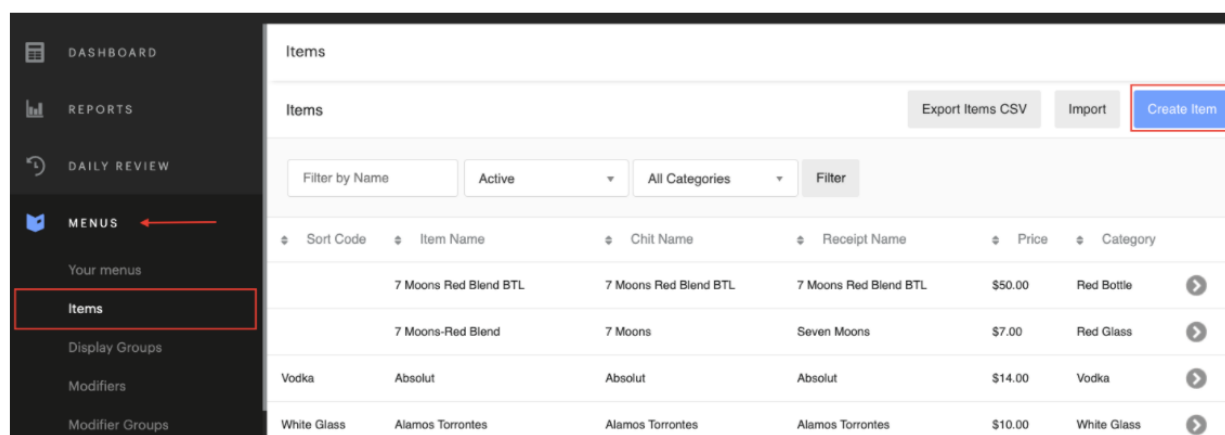 DASHBOARD
REPORTS
DAILY REVIEW
MENUS
Your menus
Items
Display Groups
Modifiers
Modifier Groups
Items
Items Export Items CSV Import Create Item
Filter by Name Active All Categories Filter
Sort Code Item Name Chit Name Receipt Name Price Category
7 Moons Red Blend BTL 7 Moons Red Blend BTL 7 Moons Red Blend BTL $50.00 Red Bottle
7 Moons-Red Blend 7 Moons Seven Moons $7.00 Red Glass
Vodka Absolut Absolut Absolut $14.00 Vodka
White Glass Alamos Torrontes Alamos Torrontes Alamos Torrontes $10.00 White Glass